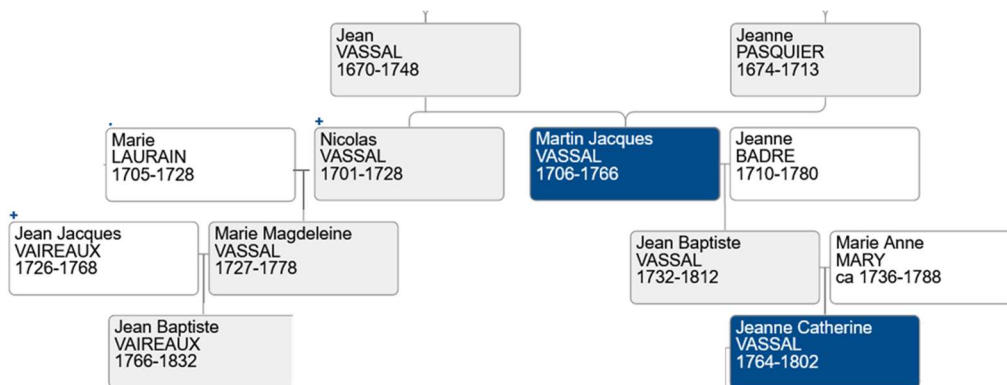 Jean
VASSAL
1670-1748
Jeanne
PASQUIER
1674-1713
Marie
LAURAIN
1705-1728
+
Nicolas
VASSAL
1701-1728
Martin Jacques
VASSAL
1706-1766
Jeanne
BADRE
1710-1780
+
Jean Jacques
VAIREAUX
1726-1768
Marie Magdeleine
VASSAL
1727-1778
Jean Baptiste
VASSAL
1732-1812
Marie Anne
MARY
ca 1736-1788
Jean Baptiste
VAIREAUX
1766-1832
Jeanne Catherine
VASSAL
1764-1802